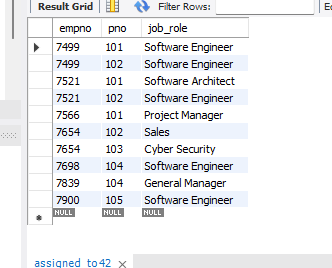 Result Grid Filter Rows:
empno pno job_role
7499 101 Software Engineer
7499 102 Software Engineer
7521 101 Software Architect
7521 102 Software Engineer
7566 101 Project Manager
7654 102 Sales
7654 103 Cyber Security
7698 104 Software Engineer
7839 104 General Manager
7900 105 Software Engineer
NULL NULL NULL
assigned_to42